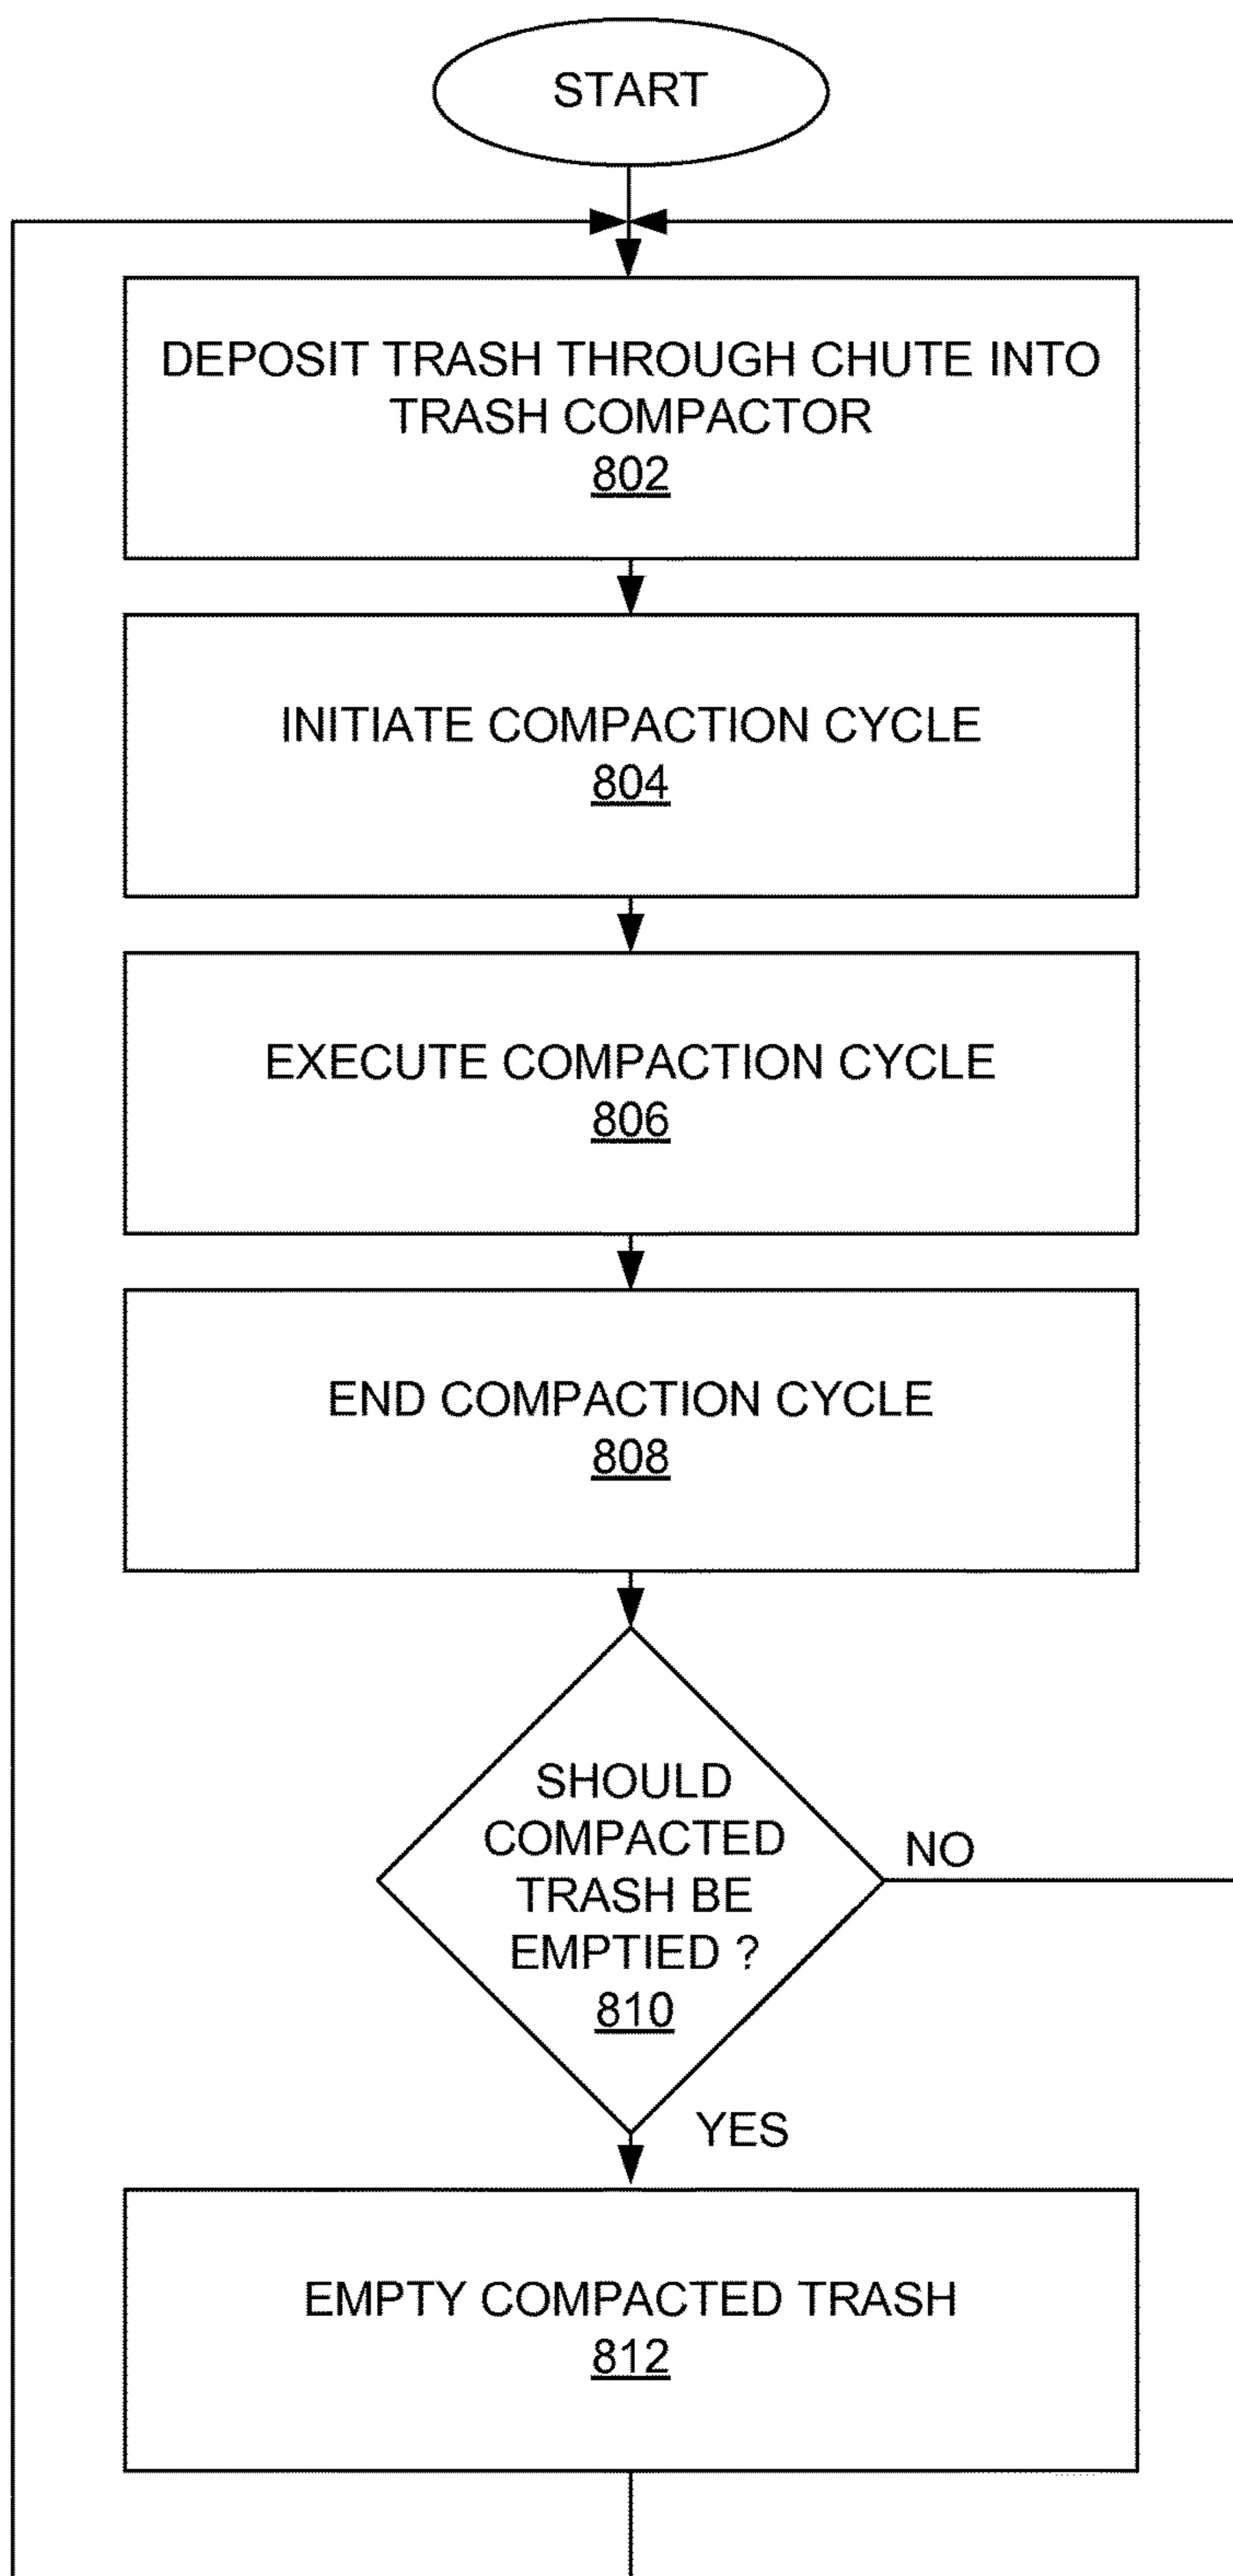 START
DEPOSIT TRASH THROUGH CHUTE INTO
TRASH COMPACTOR
802
INITIATE COMPACTION CYCLE
804
EXECUTE COMPACTION CYCLE
806
END COMPACTION CYCLE
808
SHOULD
COMPACTED
TRASH BE
EMPTIED ?
810
NO
YES
EMPTY COMPACTED TRASH
812